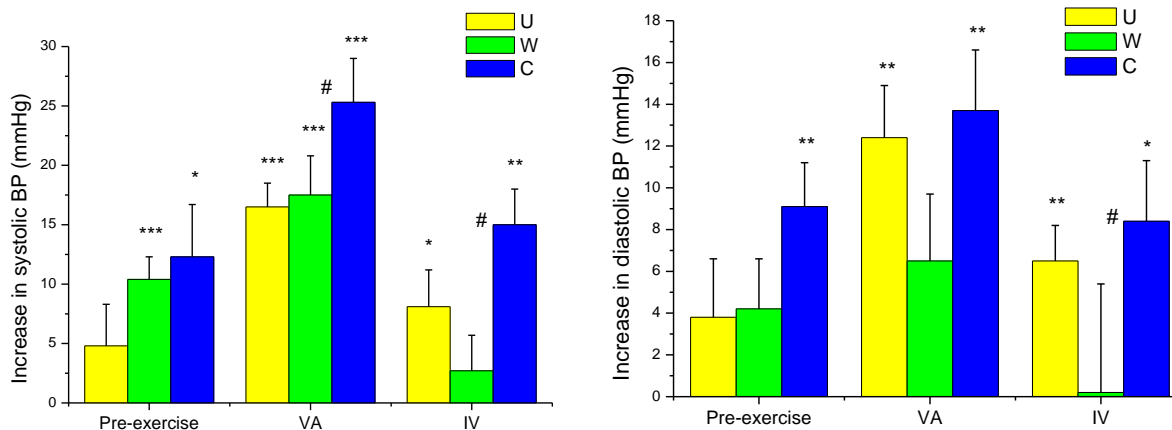 U
W
C
Increase in systolic BP (mmHg)
30
25
20
15
10
5
0
*
***
***
***
***
#
*
**
#
Pre-exercise
VA
IV
U
W
C
Increase in diastolic BP (mmHg)
18
16
14
12
10
8
6
4
2
0
**
**
**
**
*
#
Pre-exercise
VA
IV